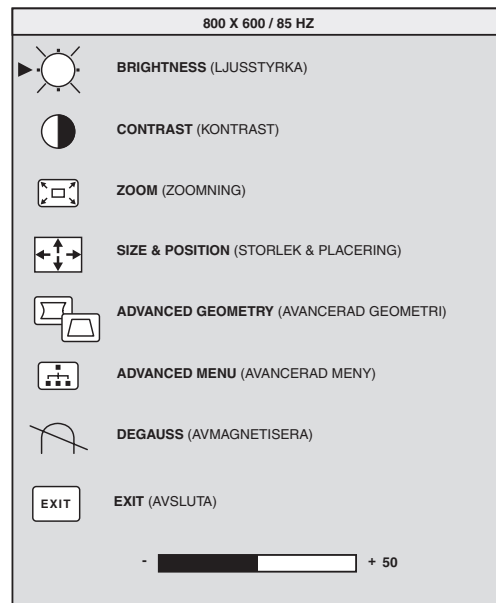 800 X 600 / 85 HZ
BRIGHTNESS (LJUSSTYRKA)
CONTRAST (KONTRAST)
ZOOM (ZOOMNING)
SIZE & POSITION (STORLEK & PLACERING)
ADVANCED GEOMETRY (AVANCERAD GEOMETRI)
ADVANCED MENU (AVANCERAD MENY)
DEGAUSS (AVMAGNETISERA)
EXIT EXIT (AVSLUTA)
- + 50